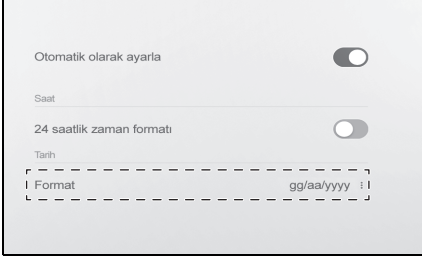 Otomatik olarak ayarla
Saat
24 saatlik zaman formatı
Tarih
Format gg/aa/yyyy